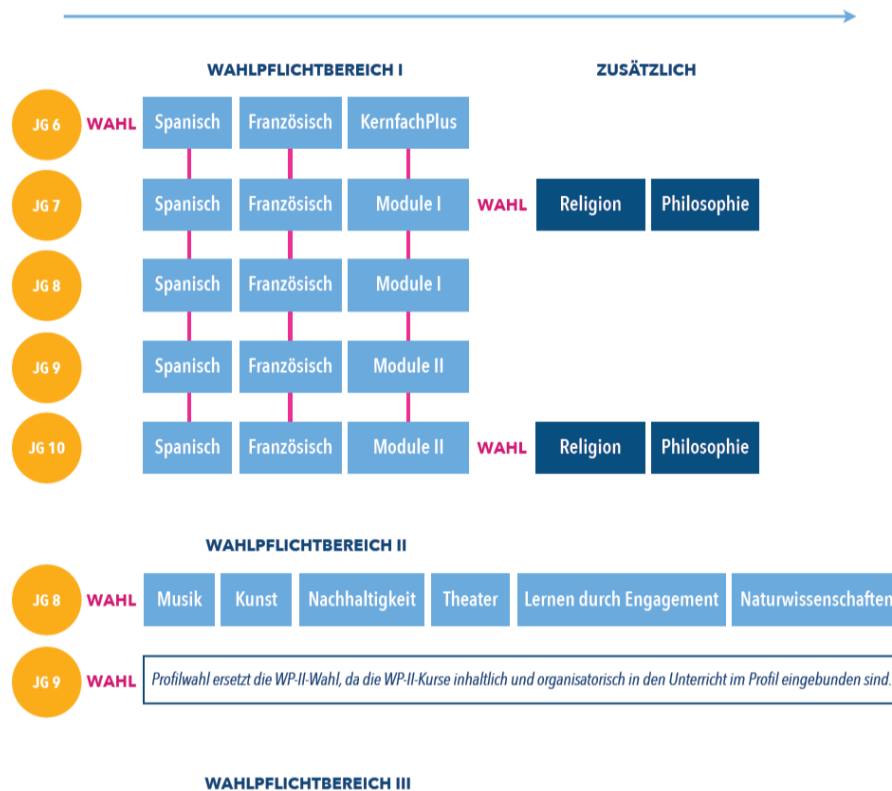 WAHLPFLICHTBEREICH I ZUSÄTZLICH
JG 6 WAHL Spanisch Französisch KernfachPlus
JG 7 Spanisch Französisch Module I WAHL Religion Philosophie
JG 8 Spanisch Französisch Module I
JG 9 Spanisch Französisch Module II
JG 10 Spanisch Französisch Module II WAHL Religion Philosophie
WAHLPFLICHTBEREICH II
JG 8 WAHL Musik Kunst Nachhaltigkeit Theater Lernen durch Engagement Naturwissenschaften
JG 9 WAHL Profilwahl ersetzt die WP-II-Wahl, da die WP-II-Kurse inhaltlich und organisatorisch in den Unterricht im Profil eingebunden sind.
WAHLPFLICHTBEREICH III